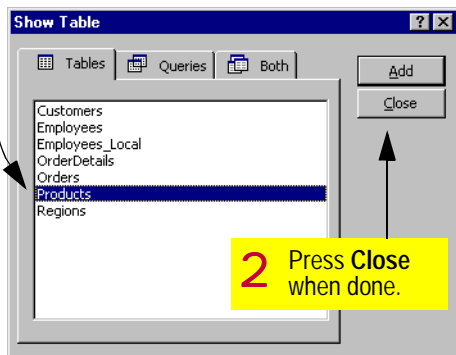 Show Table
Tables Queries Both
Add
Close
Customers
Employees
Employees_Local
OrderDetails
Orders
Products
Regions
2 Press Close
when done.